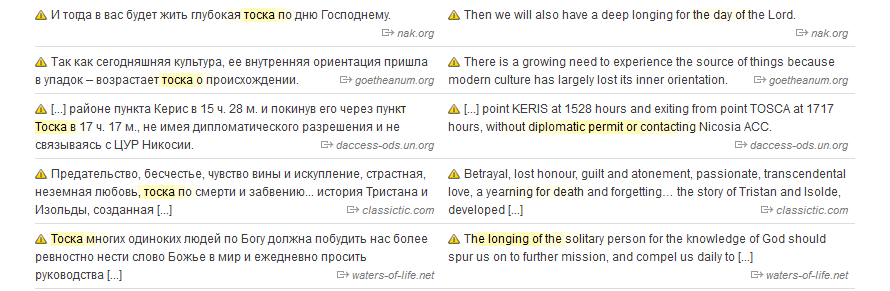 И тогда в вас будет жить глубокая тоска по дню Господнему.
nak.org
Then we will also have a deep longing for the day of the Lord.
nak.org
Так как сегодняшняя культура, ее внутренняя ориентация пришла
в упадок – возрастает тоска о происхождении.
goetheanum.org
There is a growing need to experience the source of things because
modern culture has largely lost its inner orientation.
goetheanum.org
[...] районе пункта Керис в 15 ч. 28 м. и покинув его через пункт
Тоска в 17 ч. 17 м., не имея дипломатического разрешения и не
связываясь с ЦУР Никосии.
daccess-ods.un.org
[...] point KERIS at 1528 hours and exiting from point TOSCA at 1717
hours, without diplomatic permit or contacting Nicosia ACC.
daccess-ods.un.org
Предательство, бесчестье, чувство вины и искупление, страстная,
неземная любовь, тоска по смерти и забвению... история Тристана и
Изольды, созданная [...]
classictic.com
Betrayal, lost honour, guilt and atonement, passionate, transcendental
love, a yearning for death and forgetting… the story of Tristan and Isolde,
developed [...]
classictic.com
Тоска многих одиноких людей по Богу должна побудить нас более
ревностно нести слово Божье в мир и ежедневно просить
руководства [...]
waters-of-life.net
The longing of the solitary person for the knowledge of God should
spur us on to further mission, and compel us daily to [...]
waters-of-life.net